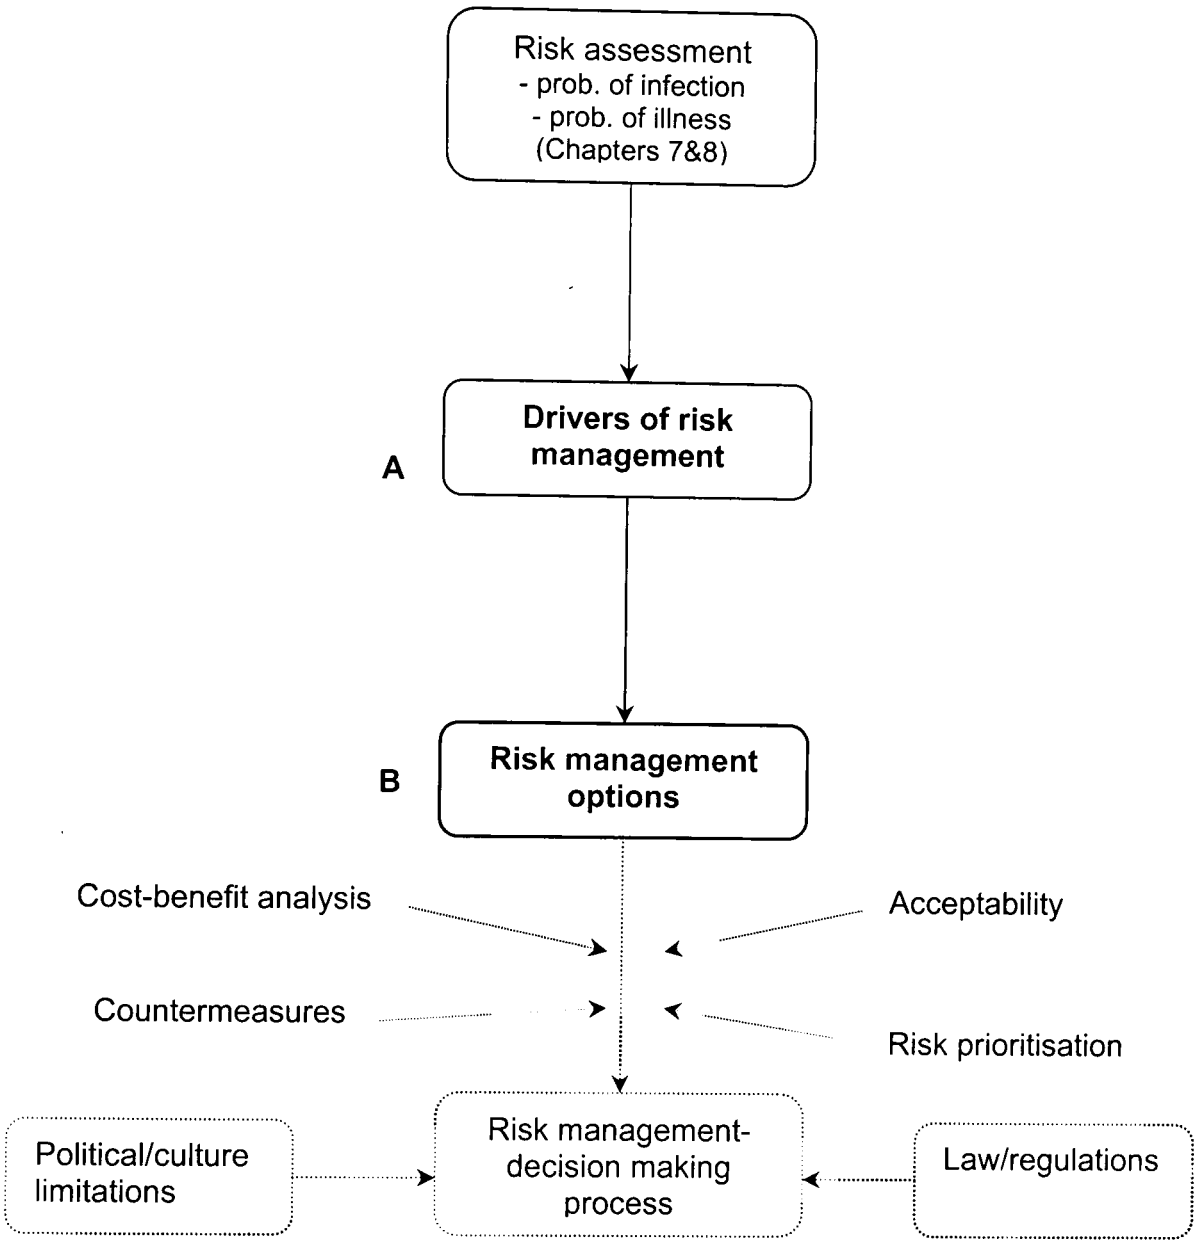 Risk assessment
- prob. of infection
- prob. of illness
(Chapters 7&8)
Drivers of risk
management
A
Risk management
options
B
Cost-benefit analysis
Acceptability
Countermeasures
Risk prioritisation
Political/culture
limitations
Risk management-
decision making
process
Law/regulations